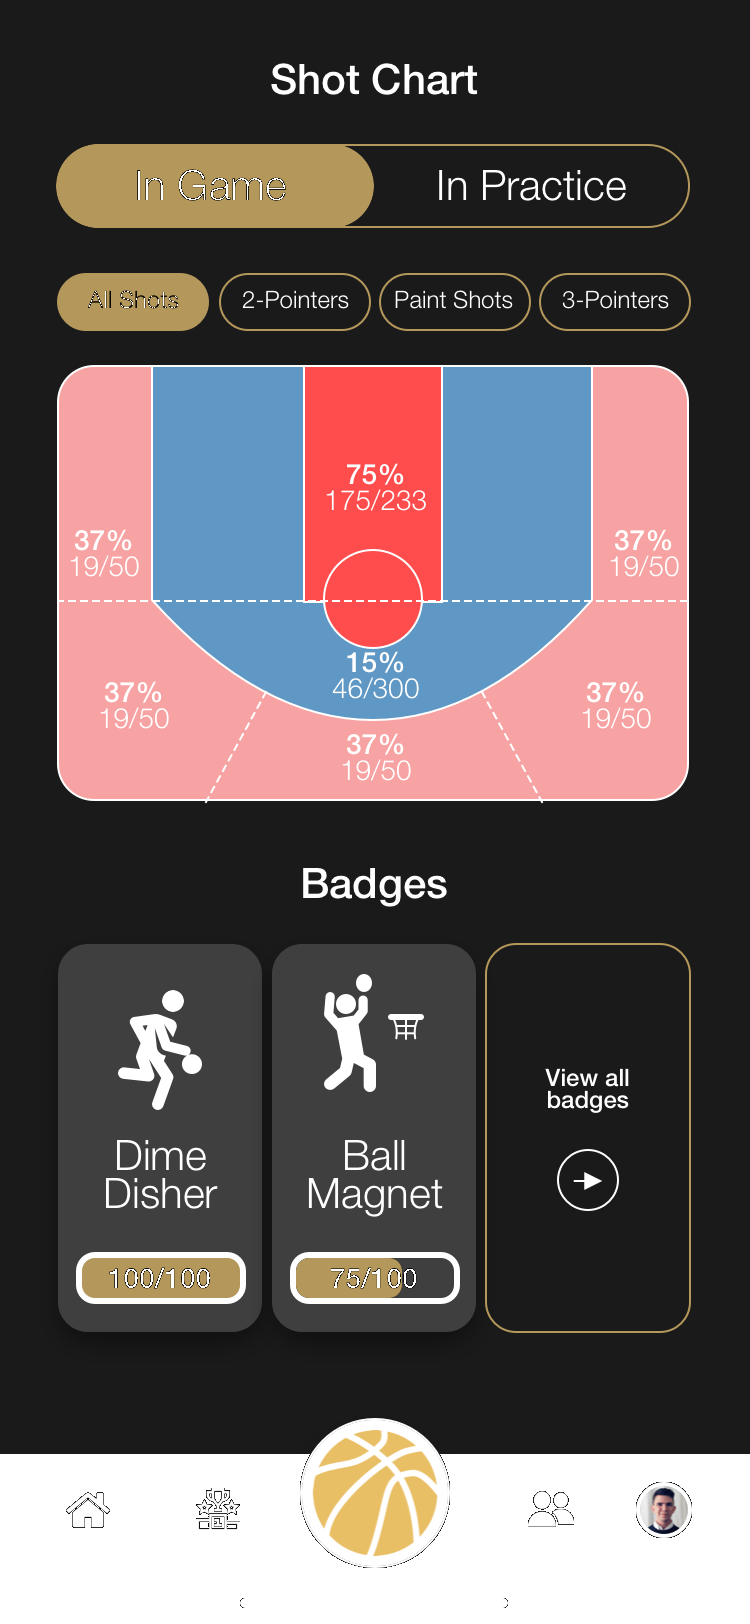 Shot Chart
In Game
In Practice
All Shots
2-Pointers
Paint Shots
3-Pointers
75%
175/233
37%
19/50
37%
19/50
15%
46/300
37%
19/50
37%
19/50
37%
19/50
Badges
Dime
Disher
100/100
Ball
Magnet
75/100
View all
badges
1